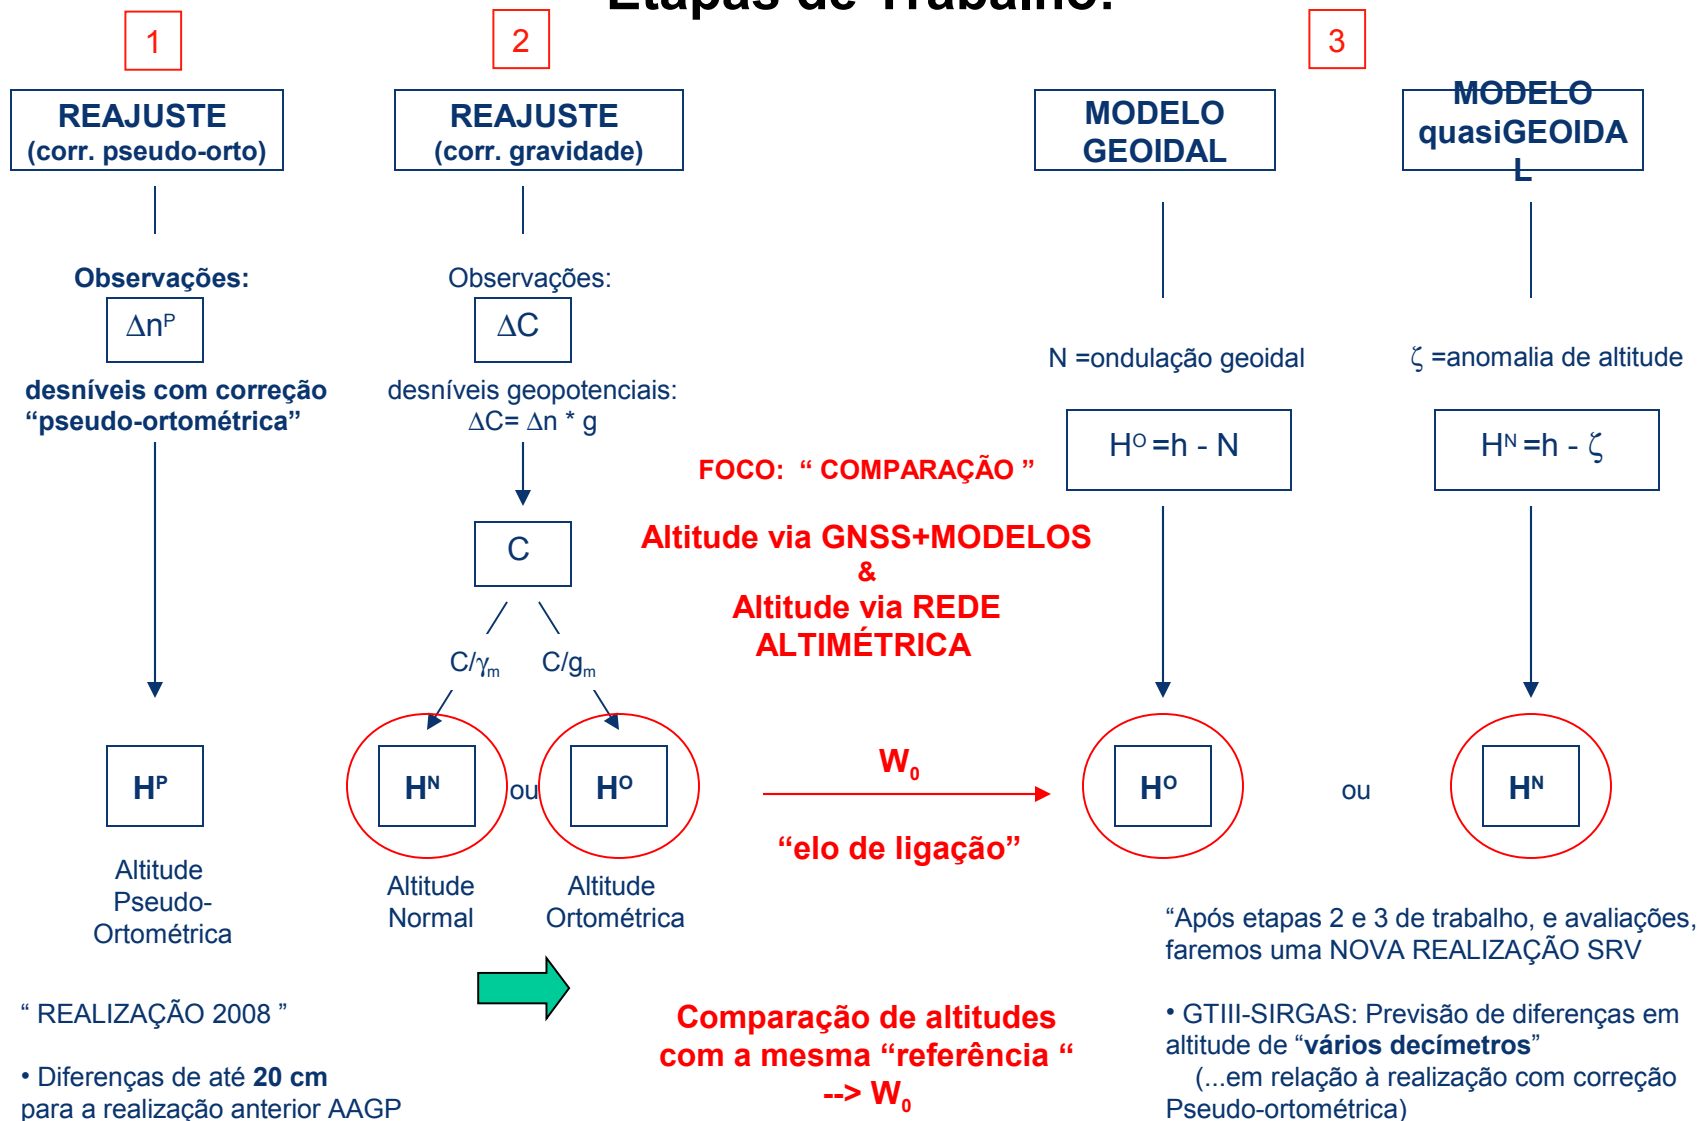 Etapas de Trabalho:
1
REAJUSTE
(corr. pseudo-orto)
Observações:
Δnᴾ
desníveis com correção
“pseudo-ortométrica”
Hᴾ
Altitude
Pseudo-
Ortométrica
“ REALIZAÇÃO 2008 ”
• Diferenças de até 20 cm
para a realização anterior AAGP
2
REAJUSTE
(corr. gravidade)
Observações:
ΔC
desníveis geopotenciais:
ΔC= Δn * g
C
C/γₘ C/gₘ
Hᴺ ou Hᴼ
Altitude
Normal
Altitude
Ortométrica
FOCO: “ COMPARAÇÃO ”
Altitude via GNSS+MODELOS
&
Altitude via REDE
ALTIMÉTRICA
W₀
“elo de ligação”
Comparação de altitudes
com a mesma “referência “
--> W₀
3
MODELO
GEOIDAL
N =ondulação geoidal
Hᴼ =h - N
Hᴼ
ou
MODELO
quasiGEOIDA
L
ζ =anomalia de altitude
Hᴺ =h - ζ
Hᴺ
“Após etapas 2 e 3 de trabalho, e avaliações,
faremos uma NOVA REALIZAÇÃO SRV
• GTIII-SIRGAS: Previsão de diferenças em
altitude de “vários decímetros”
(...em relação à realização com correção
Pseudo-ortométrica)